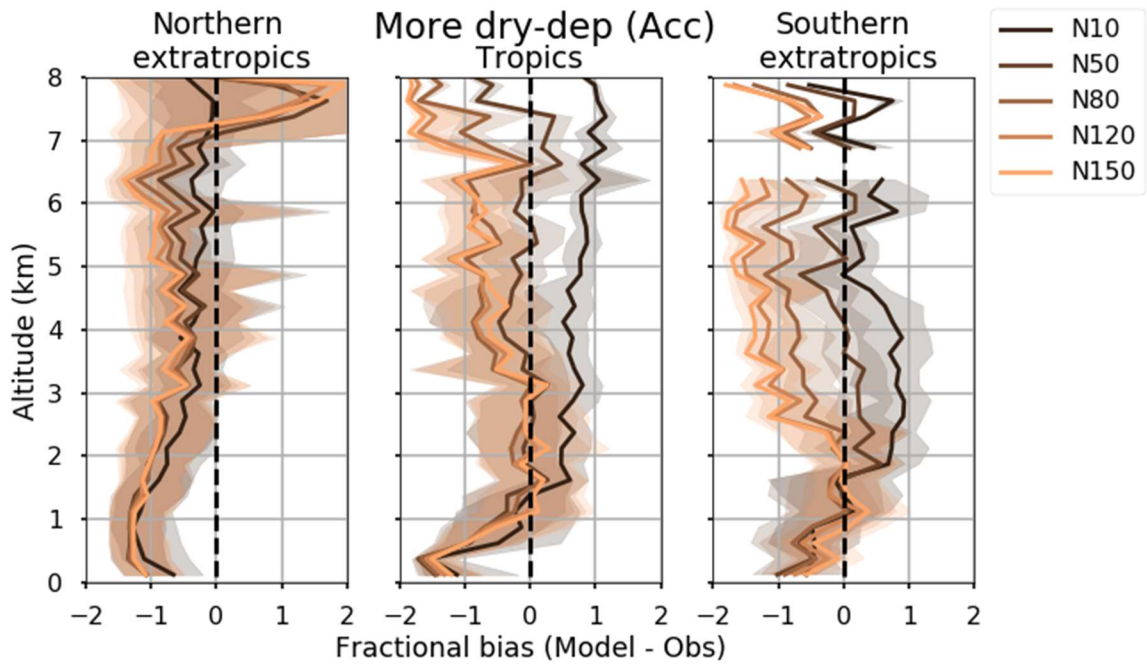 More dry-dep (Acc)
Northern
extratropics
Tropics
Southern
extratropics
N10
N50
N80
N120
N150
Altitude (km)
8
7
6
5
4
3
2
1
0
−2 −1 0 1 2
−2 −1 0 1 2
−2 −1 0 1 2
Fractional bias (Model - Obs)